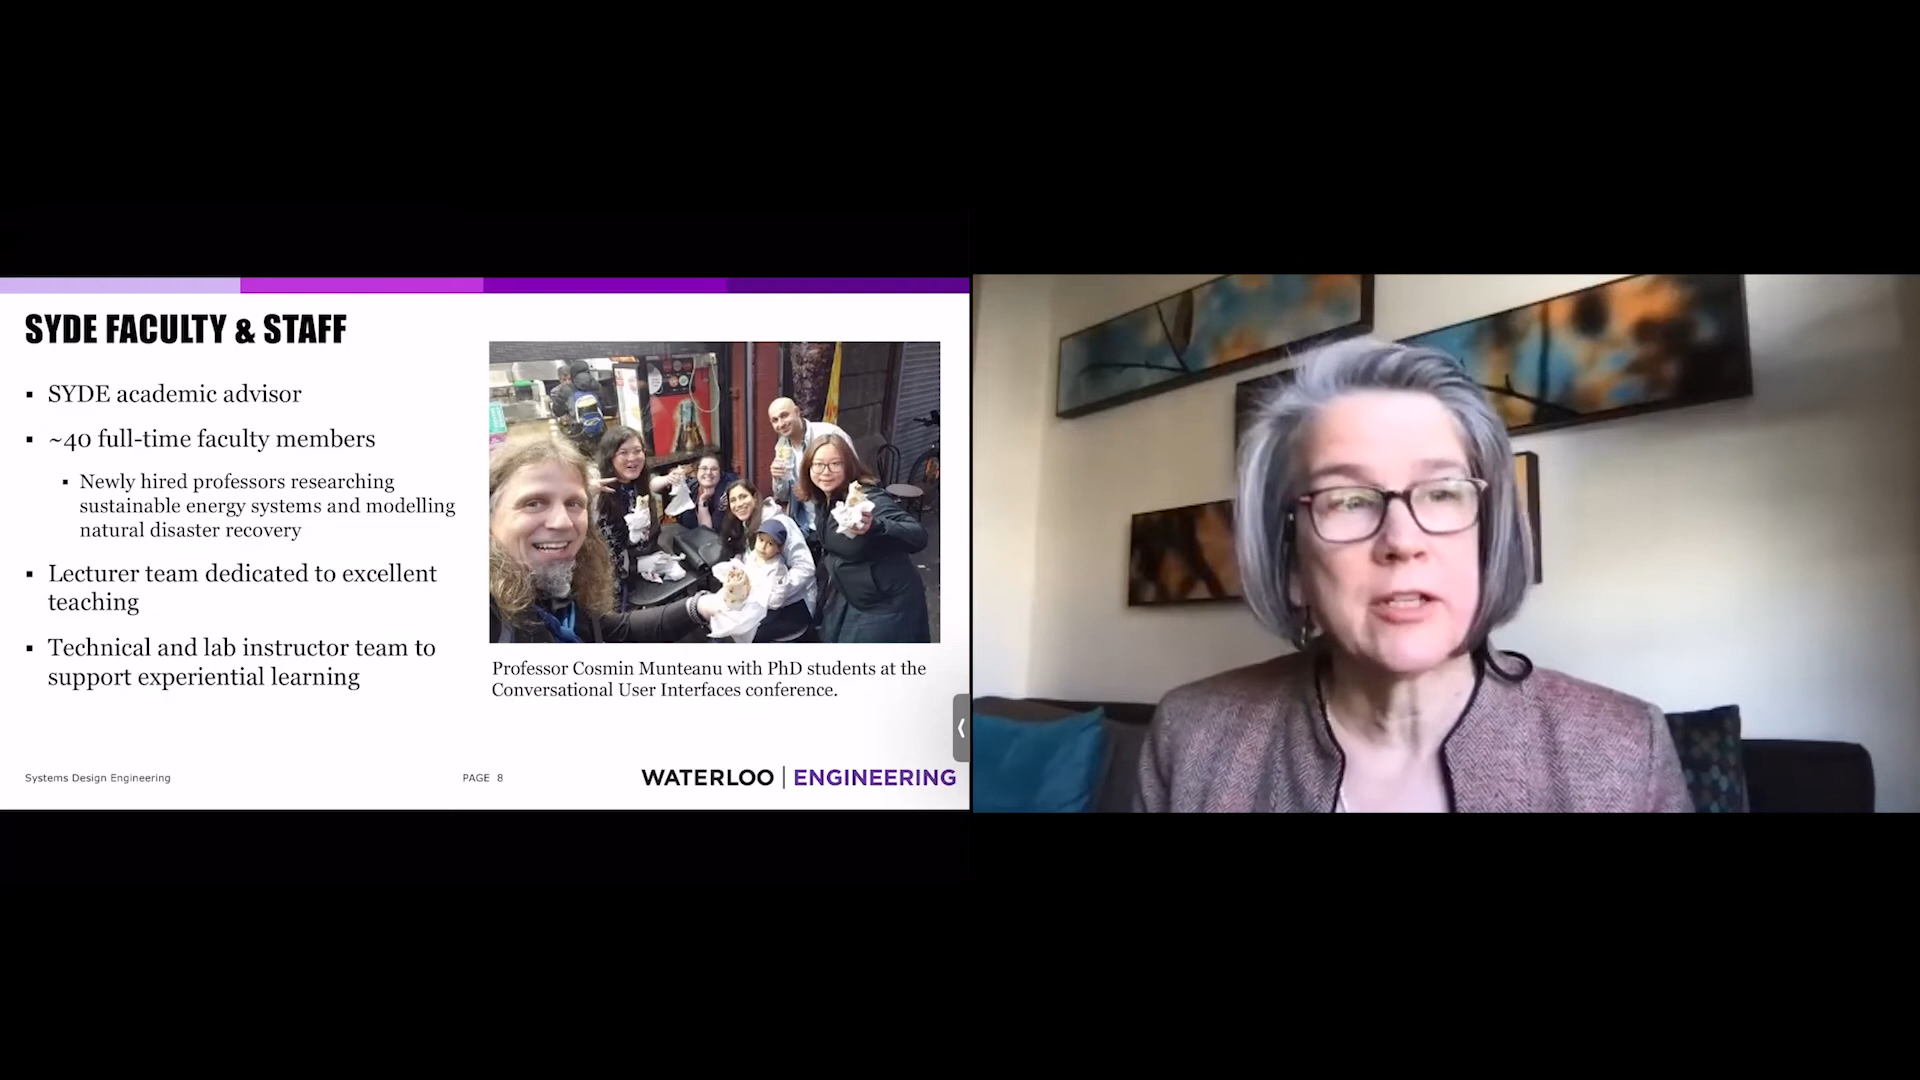 SYDE FACULTY & STAFF
▪ SYDE academic advisor
▪ ~40 full-time faculty members
▪ Newly hired professors researching
sustainable energy systems and modelling
natural disaster recovery
▪ Lecturer team dedicated to excellent
teaching
▪ Technical and lab instructor team to
support experiential learning
Professor Cosmin Munteanu with PhD students at the
Conversational User Interfaces conference.
Systems Design Engineering
PAGE 8
WATERLOO | ENGINEERING